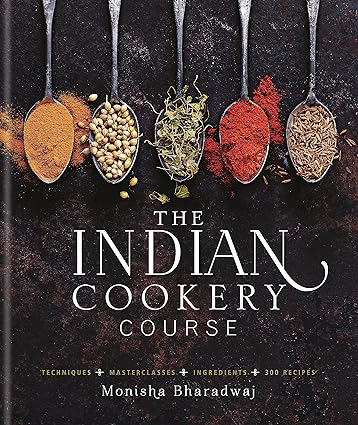 THE
INDIAN
COOKERY
COURSE
TECHNIQUES + MASTERCLASSES + INGREDIENTS + 300 RECIPES
Monisha Bharadwaj